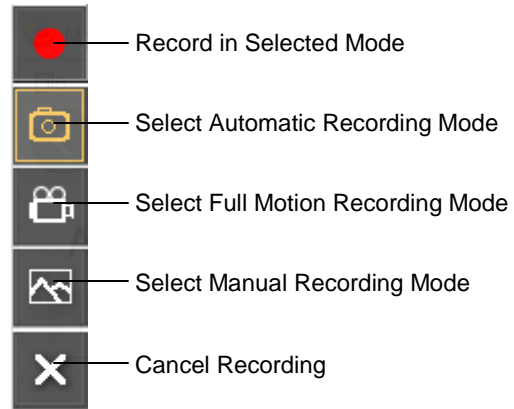 Record in Selected Mode
Select Automatic Recording Mode
Select Full Motion Recording Mode
Select Manual Recording Mode
Cancel Recording